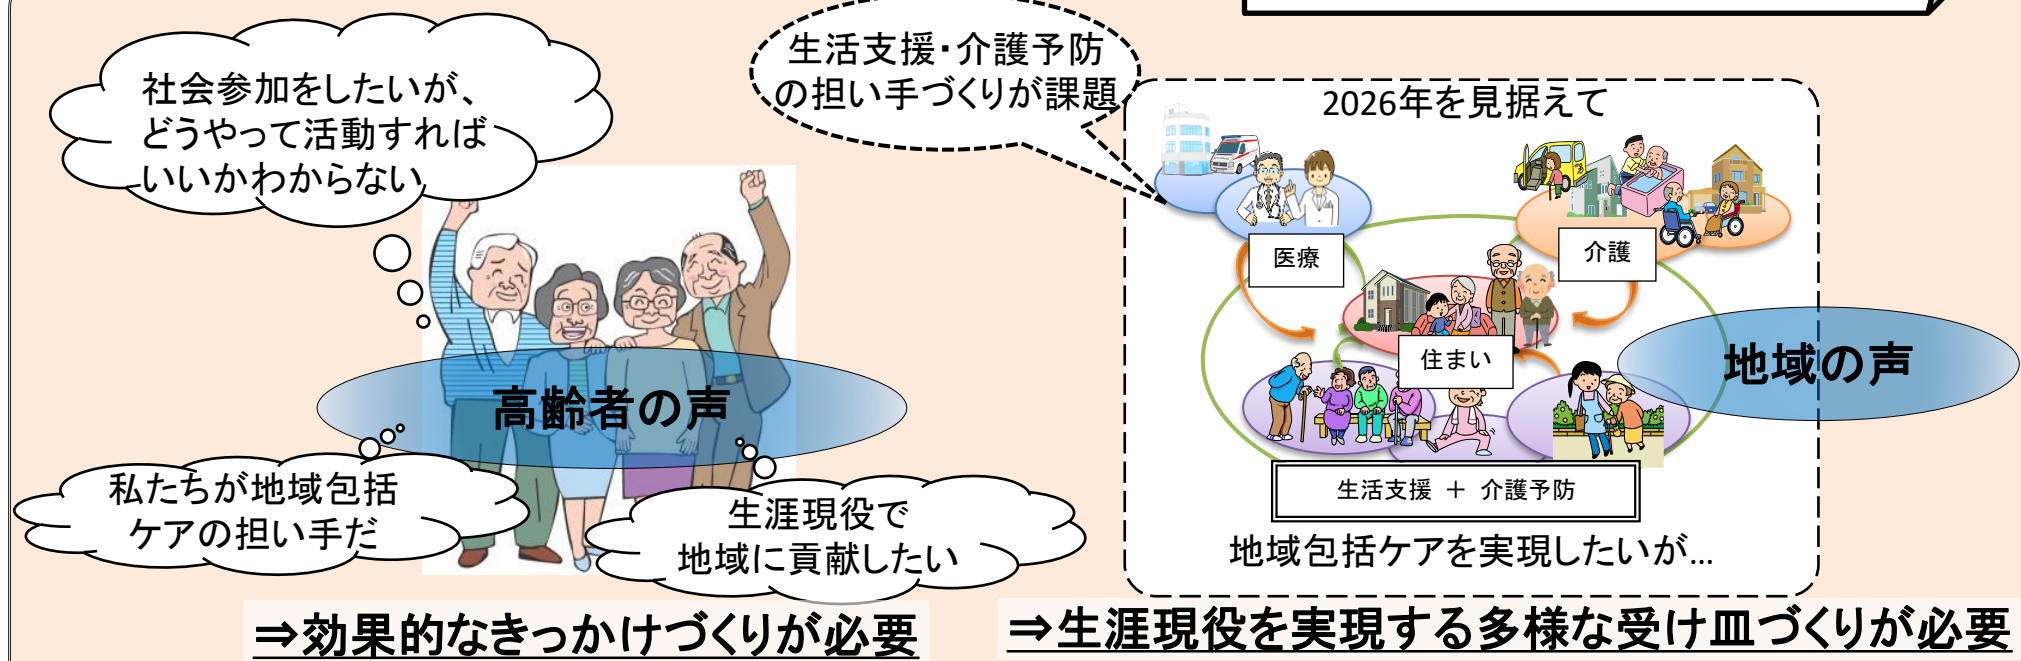 社会参加をしたいが、
どうやって活動すれば
いいかわからない
高齢者の声
私たちが地域包括
ケアの担い手だ
生涯現役で
地域に貢献したい
⇒効果的なきっかけづくりが必要
生活支援・介護予防
の担い手づくりが課題
2026年を見据えて
医療
介護
住まい
地域の声
生活支援 ＋ 介護予防
地域包括ケアを実現したいが…
⇒生涯現役を実現する多様な受け皿づくりが必要